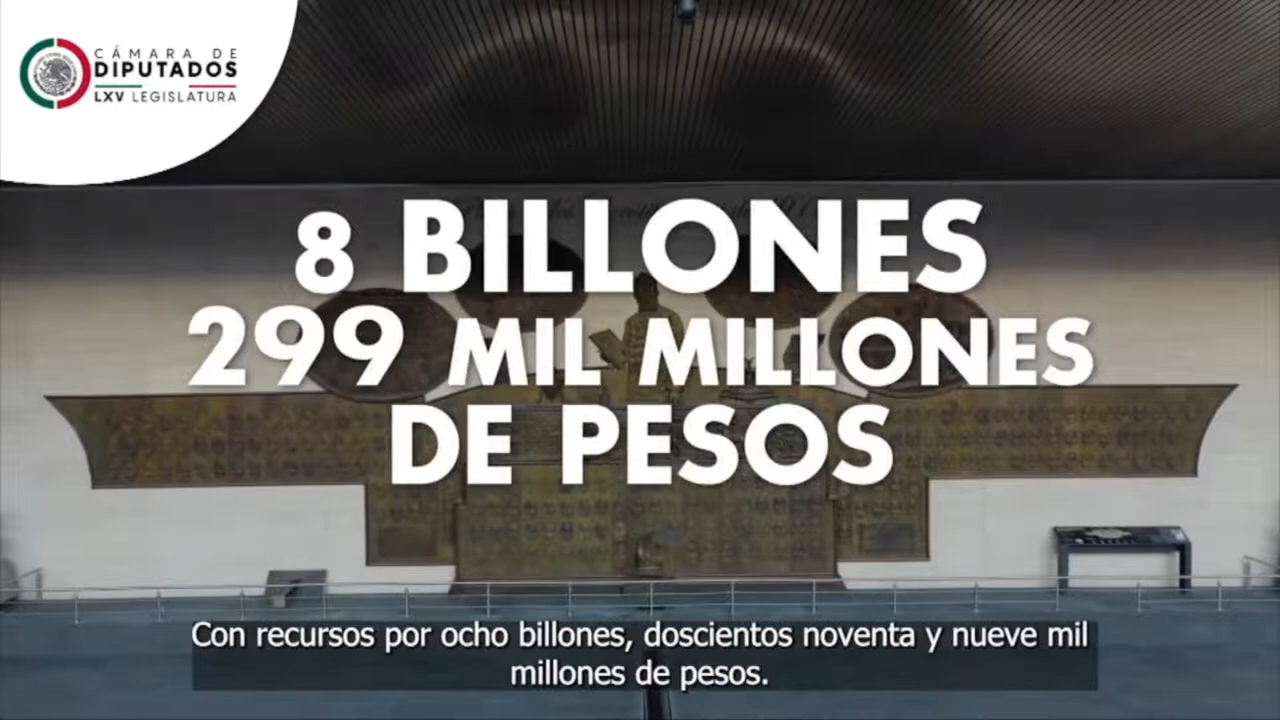 CÁMARA DE
DIPUTADOS
LXV LEGISLATURA
8 BILLONES
299 MIL MILLONES
DE PESOS
Con recursos por ocho billones, doscientos noventa y nueve mil
millones de pesos.